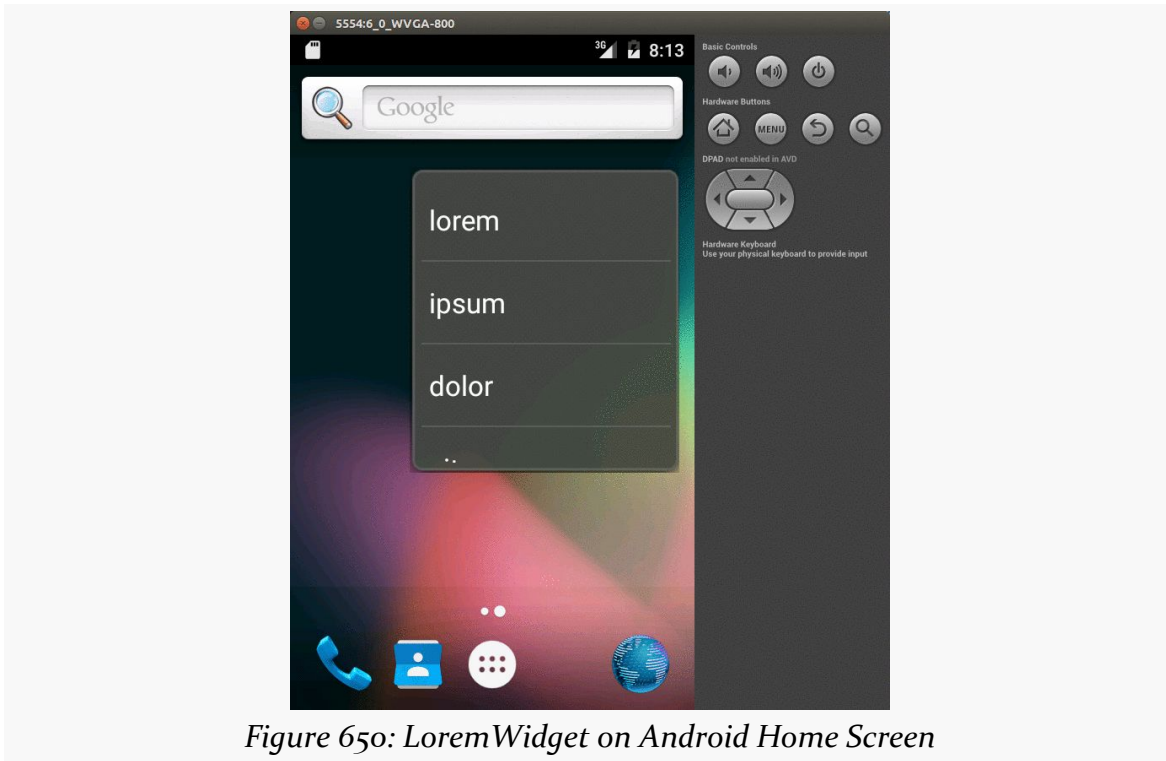 5554:6_0_WVGA-800
3G 8:13
Google
lorem
ipsum
dolor
Basic Controls
Hardware Buttons
MENU
DPAD not enabled in AVD
Hardware Keyboard
Use your physical keyboard to provide input
Figure 650: LoremWidget on Android Home Screen